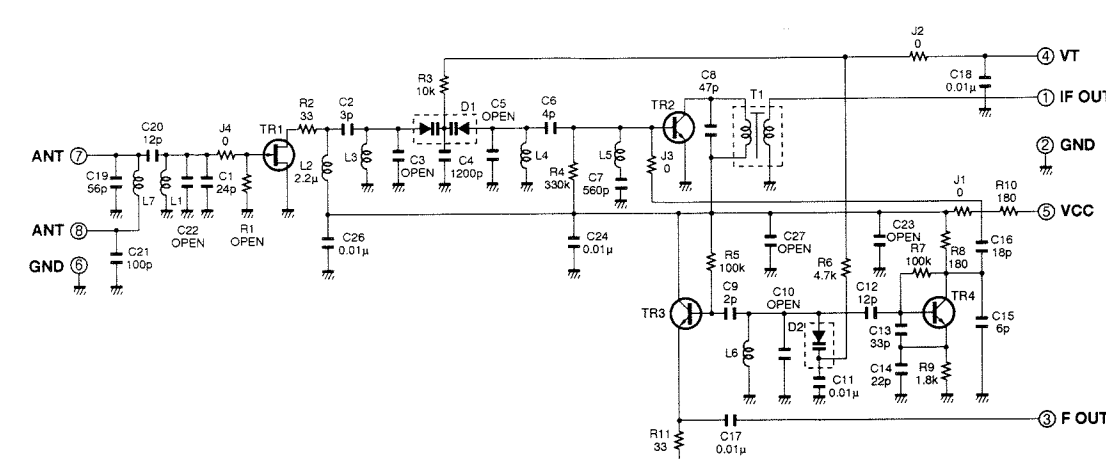 J2
0
④ VT
R3
10k
C8
47p
T1
C18
0.01μ
① IF OUT
R2
33
C2
3p
D1
C5
OPEN
C6
4p
TR2
C20
12p
J4
0
TR1
② GND
ANT ⑦
C19
56p
L7
L1
C1
24p
C22
OPEN
R1
OPEN
L2
2.2μ
L3
C3
OPEN
C4
1200p
L4
R4
330k
L5
C7
560p
J3
0
J1
0
R10
180
⑤ VCC
ANT ⑧
C21
100p
GND ⑥
C26
0.01μ
C24
0.01μ
C27
OPEN
C23
OPEN
R8
180
C16
18p
R5
100k
R6
4.7k
R7
100k
TR3
C9
2p
C10
OPEN
C12
12p
TR4
D2
L6
C13
33p
C15
6p
C14
22p
R9
1.8k
C11
0.01μ
R11
33
C17
0.01μ
③ F OUT